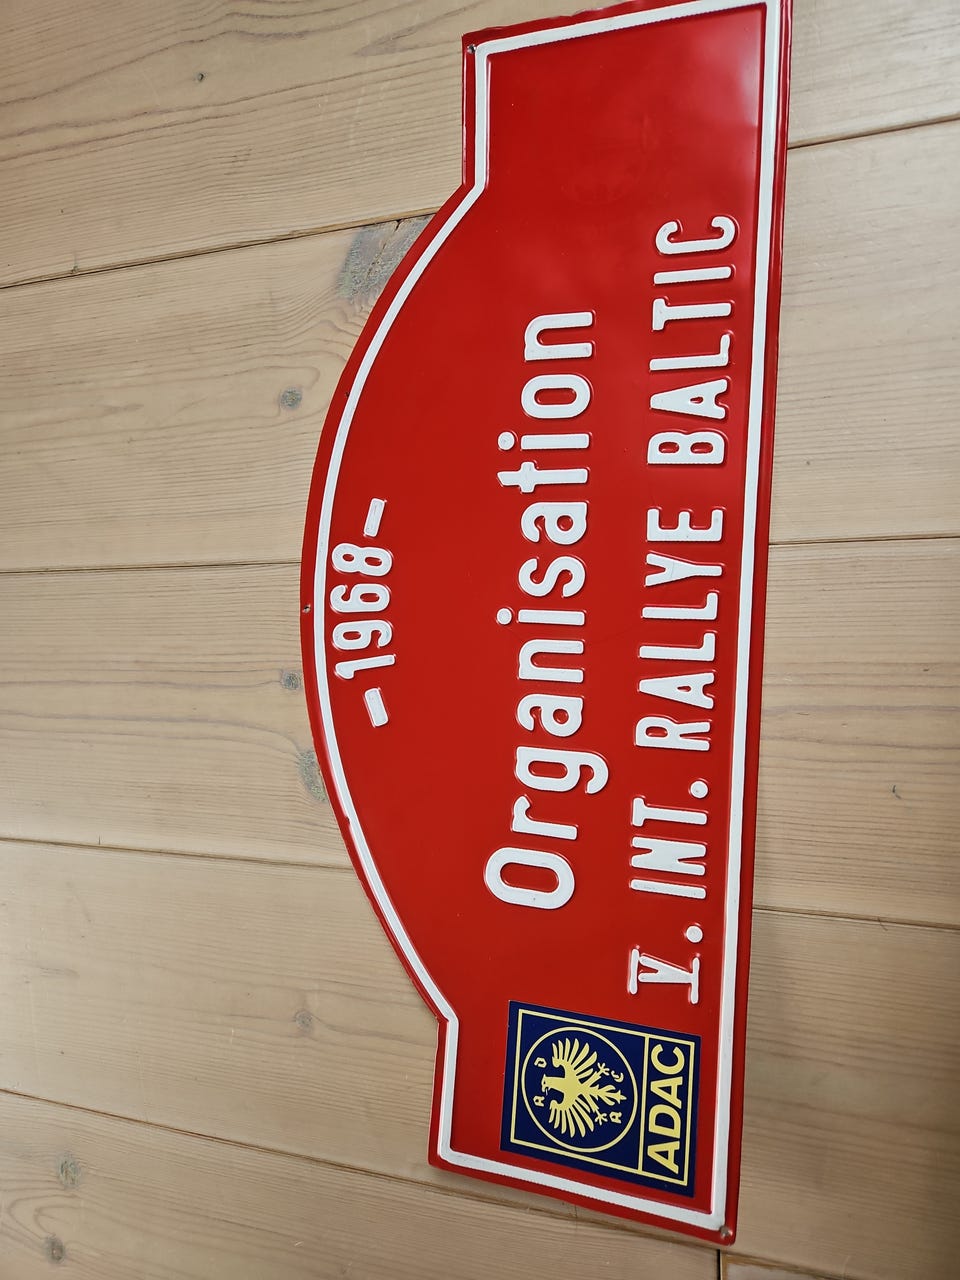 -1968-
Organisation
V. INT. RALLYE BALTIC
A D A C
ADAC